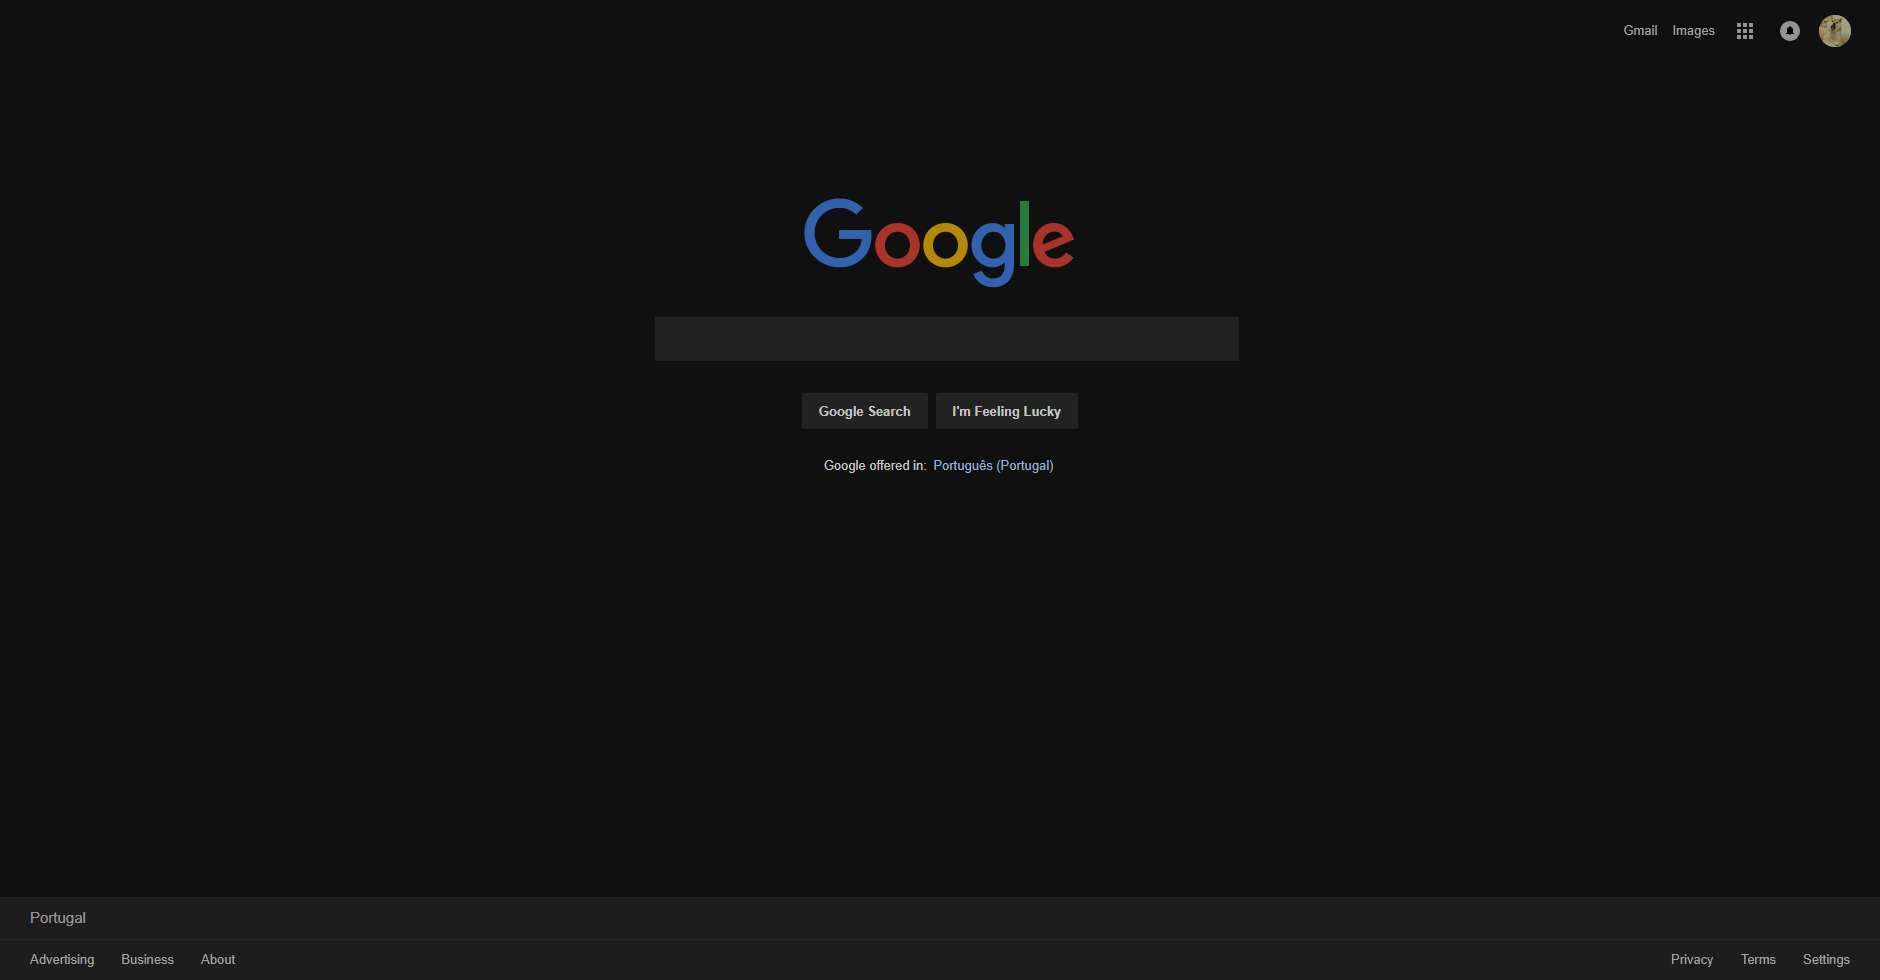 Gmail Images
Google
Google Search I'm Feeling Lucky
Google offered in: Português (Portugal)
Portugal
Advertising Business About Privacy Terms Settings